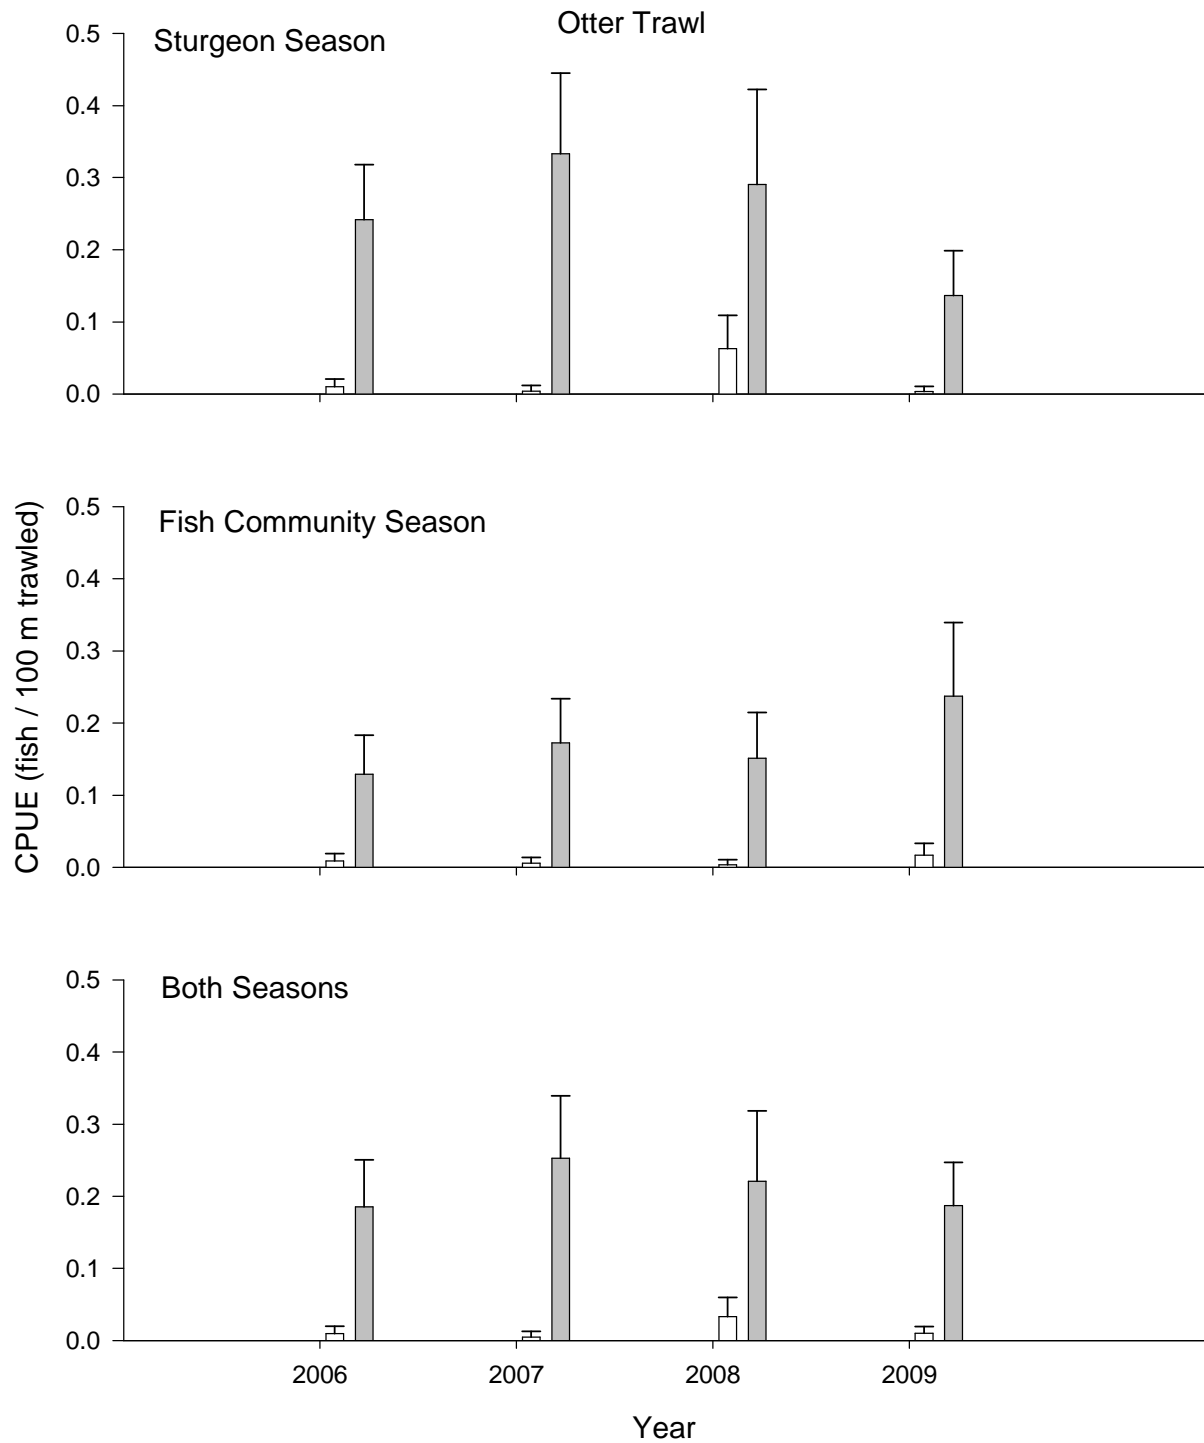 Otter Trawl
Sturgeon Season
0.5
0.4
0.3
0.2
0.1
0.0
CPUE (fish / 100 m trawled)
Fish Community Season
0.5
0.4
0.3
0.2
0.1
0.0
Both Seasons
0.5
0.4
0.3
0.2
0.1
0.0
2006 2007 2008 2009
Year